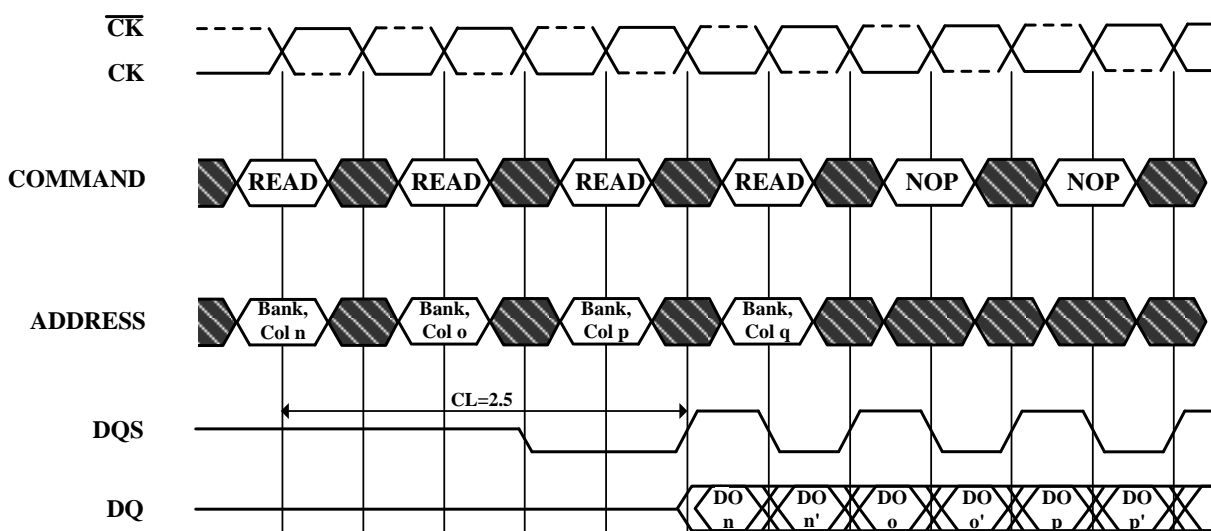 CK
CK
COMMAND
READ
READ
READ
READ
NOP
NOP
ADDRESS
Bank,
Col n
Bank,
Col o
Bank,
Col p
Bank,
Col q
CL=2.5
DQS
DQ
DO
n
DO
n'
DO
o
DO
o'
DO
p
DO
p'